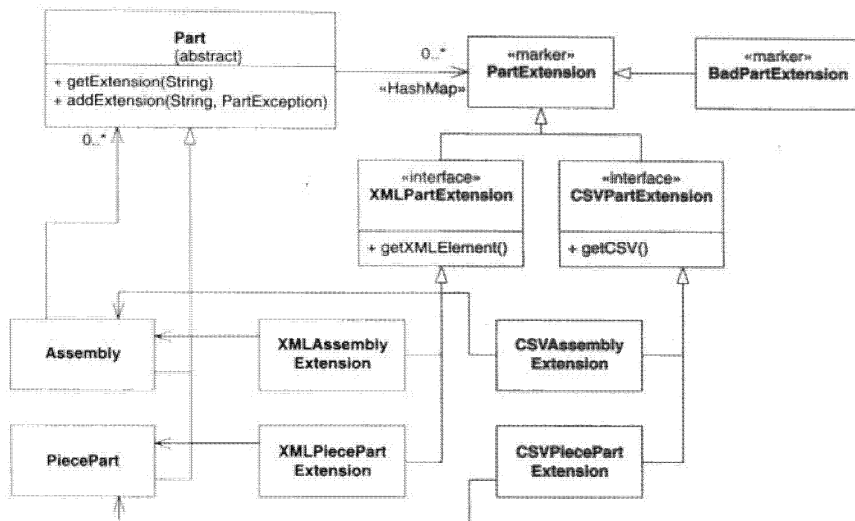 Part
{abstract}
+ getExtension(String)
+ addExtension(String, PartException)
0..*
«HashMap»
«marker»
PartExtension
«marker»
BadPartExtension
0..*
«interface»
XMLPartExtension
+ getXMLElement()
«interface»
CSVPartExtension
+ getCSV()
Assembly
XMLAssembly
Extension
CSVAssembly
Extension
PiecePart
XMLPiecePart
Extension
CSVPiecePart
Extension